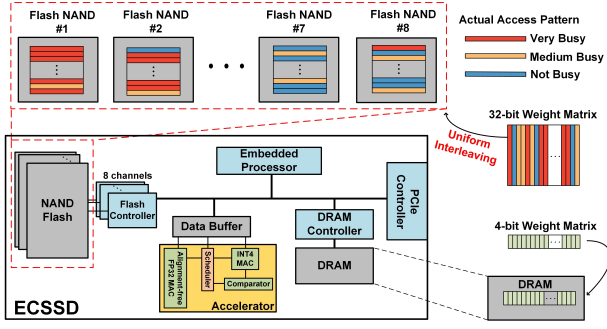 Flash NAND
#1
Flash NAND
#2
Flash NAND
#7
Flash NAND
#8
Actual Access Pattern
Very Busy
Medium Busy
Not Busy
32-bit Weight Matrix
Uniform
Interleaving
Embedded
Processor
8 channels
NAND
Flash
Flash
Controller
PCIe
Controller
Data Buffer
DRAM
Controller
DRAM
Alignment-free
FP32 MAC
Scheduler
INT4
MAC
Comparator
Accelerator
4-bit Weight Matrix
DRAM
ECSSD